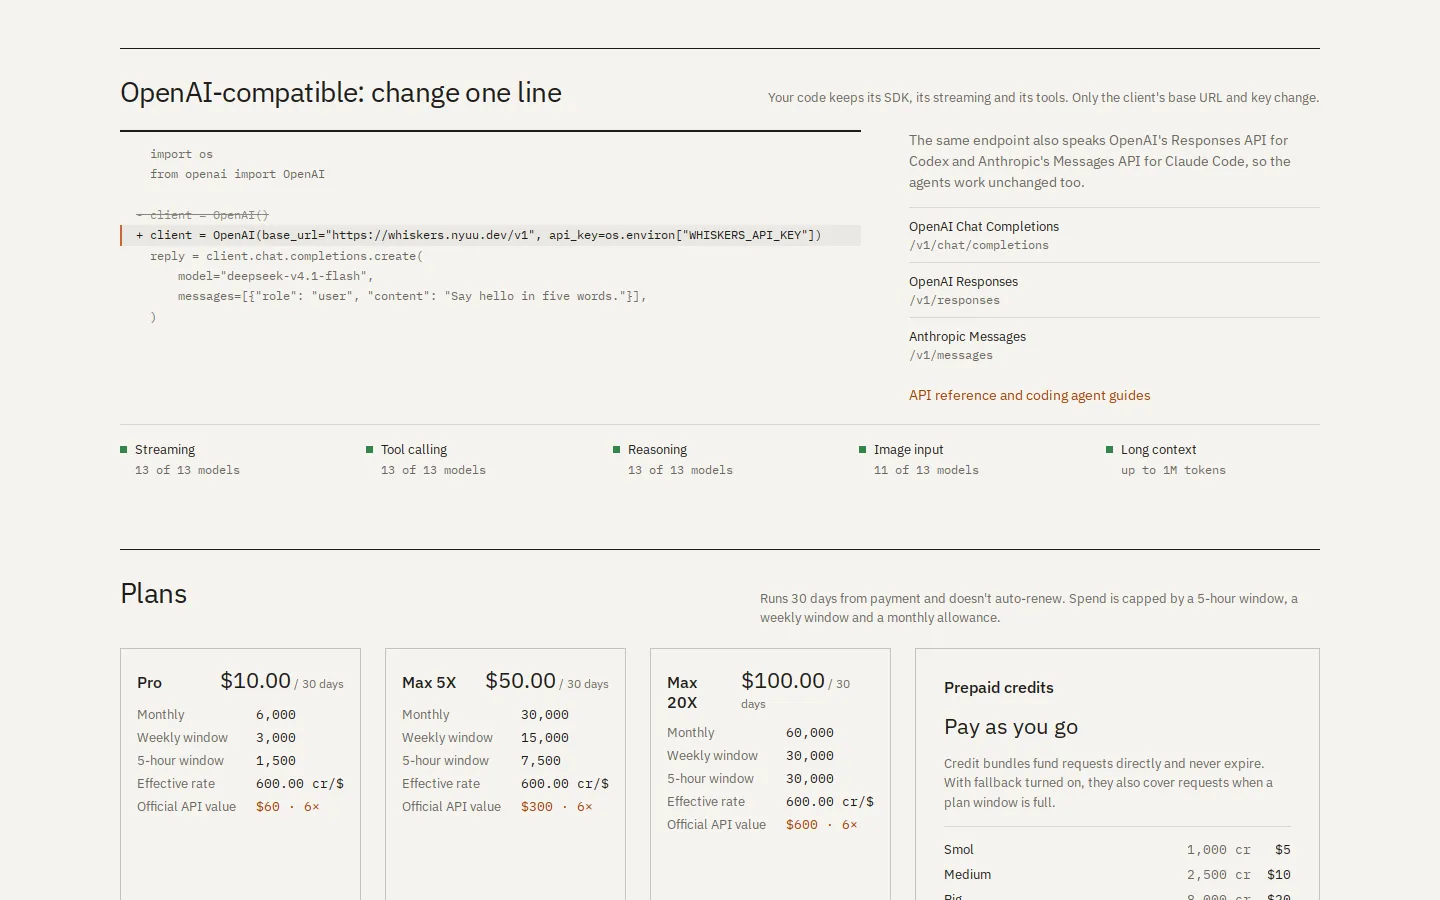 OpenAI-compatible: change one line
Your code keeps its SDK, its streaming and its tools. Only the client's base URL and key change.
import os
from openai import OpenAI
- client = OpenAI()
+ client = OpenAI(base_url="https://whiskers.nyuu.dev/v1", api_key=os.environ["WHISKERS_API_KEY"])
reply = client.chat.completions.create(
model="deepseek-v4.1-flash",
messages=[{"role": "user", "content": "Say hello in five words."}],
)
The same endpoint also speaks OpenAI's Responses API for
Codex and Anthropic's Messages API for Claude Code, so the
agents work unchanged too.
OpenAI Chat Completions
/v1/chat/completions
OpenAI Responses
/v1/responses
Anthropic Messages
/v1/messages
API reference and coding agent guides
Streaming
13 of 13 models
Tool calling
13 of 13 models
Reasoning
13 of 13 models
Image input
11 of 13 models
Long context
up to 1M tokens
Plans
Runs 30 days from payment and doesn't auto-renew. Spend is capped by a 5-hour window, a
weekly window and a monthly allowance.
Pro $10.00 / 30 days
Monthly 6,000
Weekly window 3,000
5-hour window 1,500
Effective rate 600.00 cr/$
Official API value $60 · 6×
Max 5X $50.00 / 30 days
Monthly 30,000
Weekly window 15,000
5-hour window 7,500
Effective rate 600.00 cr/$
Official API value $300 · 6×
Max $100.00 / 30
20X days
Monthly 60,000
Weekly window 30,000
5-hour window 30,000
Effective rate 600.00 cr/$
Official API value $600 · 6×
Prepaid credits
Pay as you go
Credit bundles fund requests directly and never expire.
With fallback turned on, they also cover requests when a
plan window is full.
Smol 1,000 cr $5
Medium 2,500 cr $10
Big 8,000 cr $20